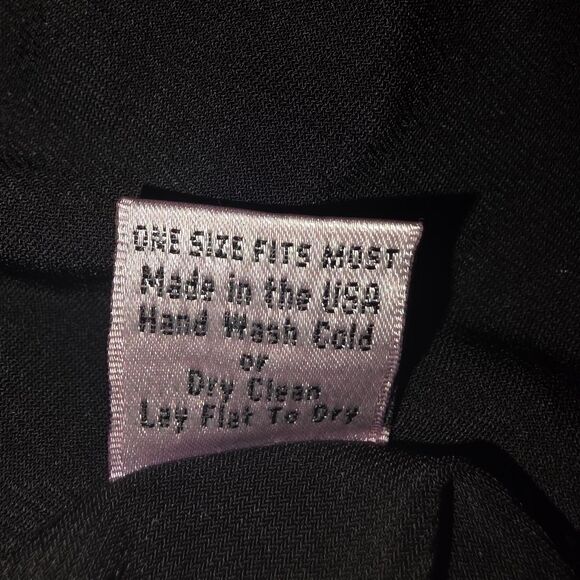 ONE SIZE FITS MOST
Made in the USA
Hand Wash Cold
or
Dry Clean
Lay Flat To Dry